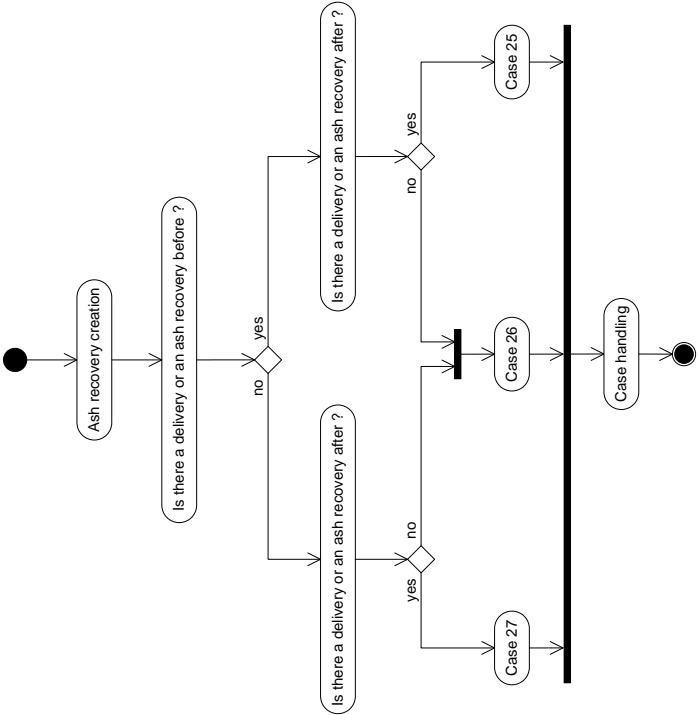 Ash recovery creation
Is there a delivery or an ash recovery before ?
no
yes
Is there a delivery or an ash recovery after ?
Is there a delivery or an ash recovery after ?
yes
no
no
yes
Case 27
Case 26
Case 25
Case handling